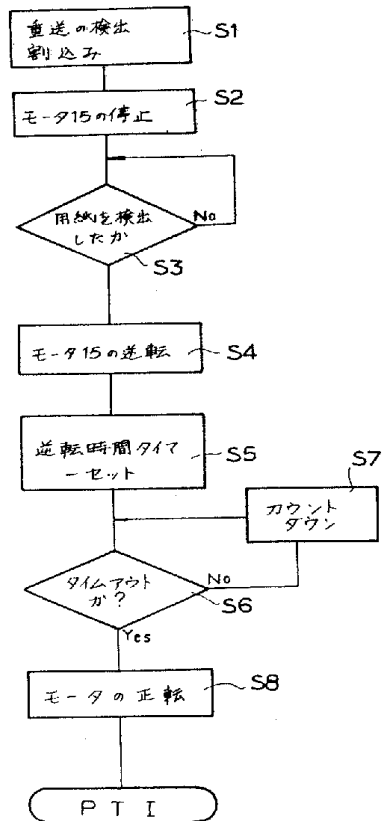 重送の検出
割込み
S1
モータ15の停止
S2
用紙を検出
したか
No
S3
モータ15の逆転
S4
逆転時間タイマ
ーセット
S5
カウント
ダウン
S7
タイムアウト
か?
No
S6
Yes
モータの正転
S8
PTI